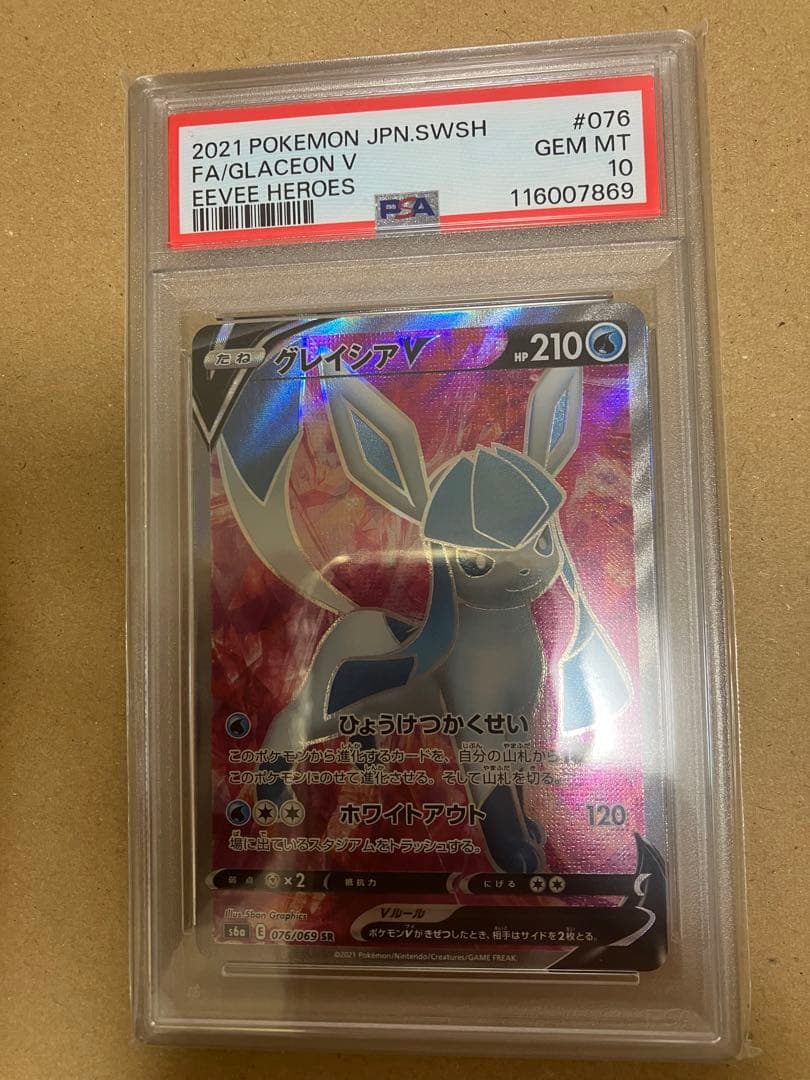 2021 POKEMON JPN.SWSH #076
FA/GLACEON V GEM MT
EEVEE HEROES 10
PSA 116007869
たね グレイシアV HP 210
ひょうけつかくせい
このポケモンから進化するカードを、自分の山札から
このポケモンにのせて進化させる。そして山札を切る。
ホワイトアウト 120
場に出ているスタジアムをトラッシュする。
弱点 ×2 抵抗力 にげる
Illus. 5ban Graphics
Vルール
s6a E 076/069 SR ポケモンVがきぜつしたとき、相手はサイドを2枚とる。
©2021 Pokémon/Nintendo/Creatures/GAME FREAK.